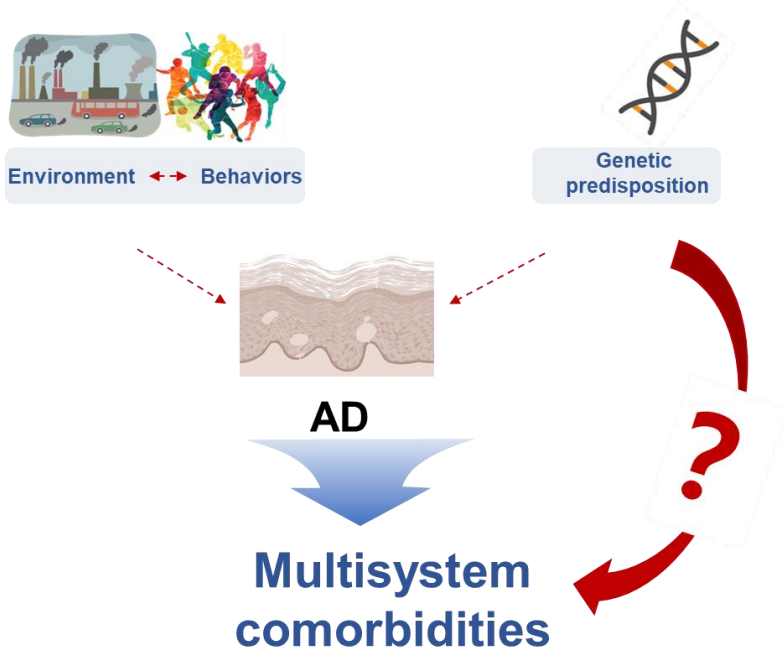 Environment Behaviors
Genetic
predisposition
AD
?
Multisystem
comorbidities